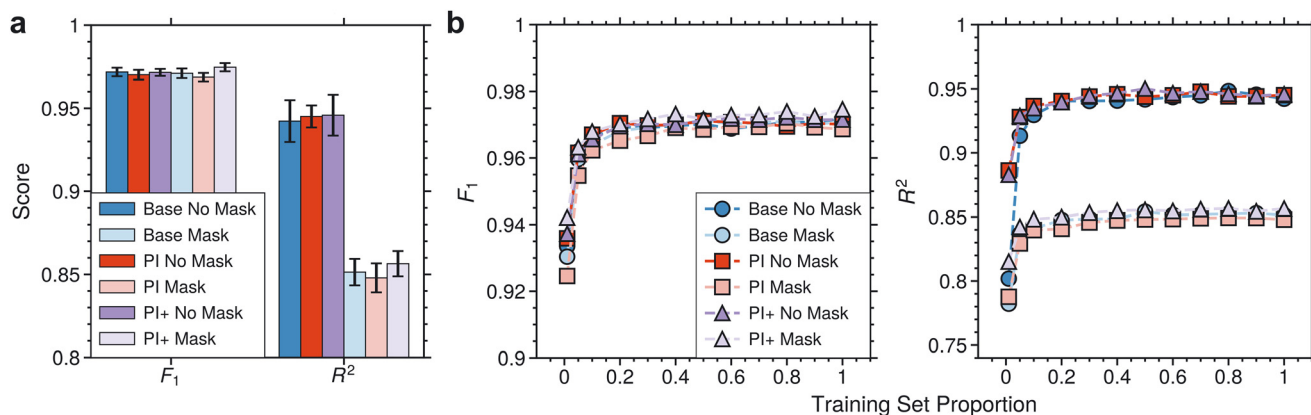 a
Score
1
0.95
0.9
0.85
0.8
Base No Mask
Base Mask
PI No Mask
PI Mask
PI+ No Mask
PI+ Mask
F1
R2
b
F1
1
0.98
0.96
0.94
0.92
0.9
Base No Mask
Base Mask
PI No Mask
PI Mask
PI+ No Mask
PI+ Mask
0 0.2 0.4 0.6 0.8 1
R2
1
0.95
0.9
0.85
0.8
0.75
0 0.2 0.4 0.6 0.8 1
Training Set Proportion